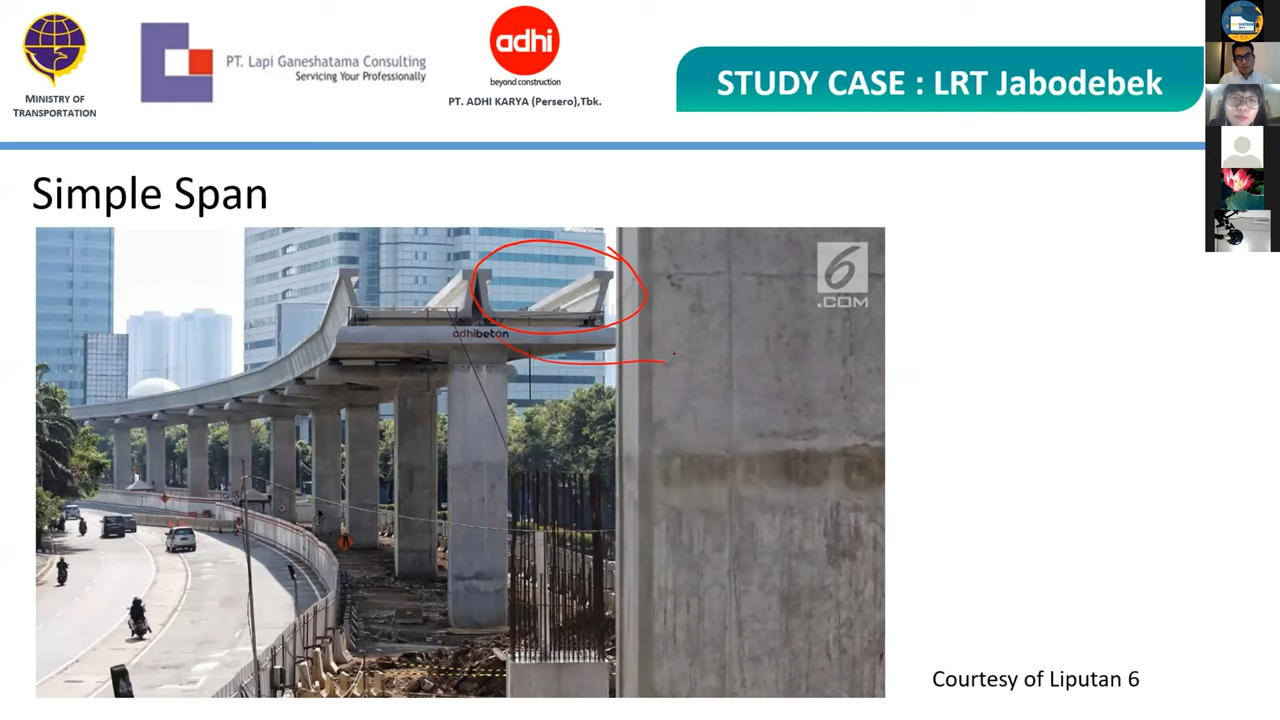 MINISTRY OF
TRANSPORTATION
PT. Lapi Ganeshatama Consulting
Servicing Your Professionally
adhi
beyond construction
PT. ADHI KARYA (Persero),Tbk.
STUDY CASE : LRT Jabodebek
Simple Span
6
.COM
adhibeton
Courtesy of Liputan 6